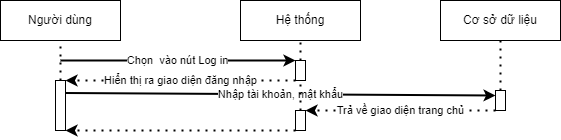 Người dùng
Hệ thống
Cơ sở dữ liệu
Chọn vào nút Log in
Hiển thị ra giao diện đăng nhập
Nhập tài khoản, mật khẩu
Trả về giao diện trang chủ